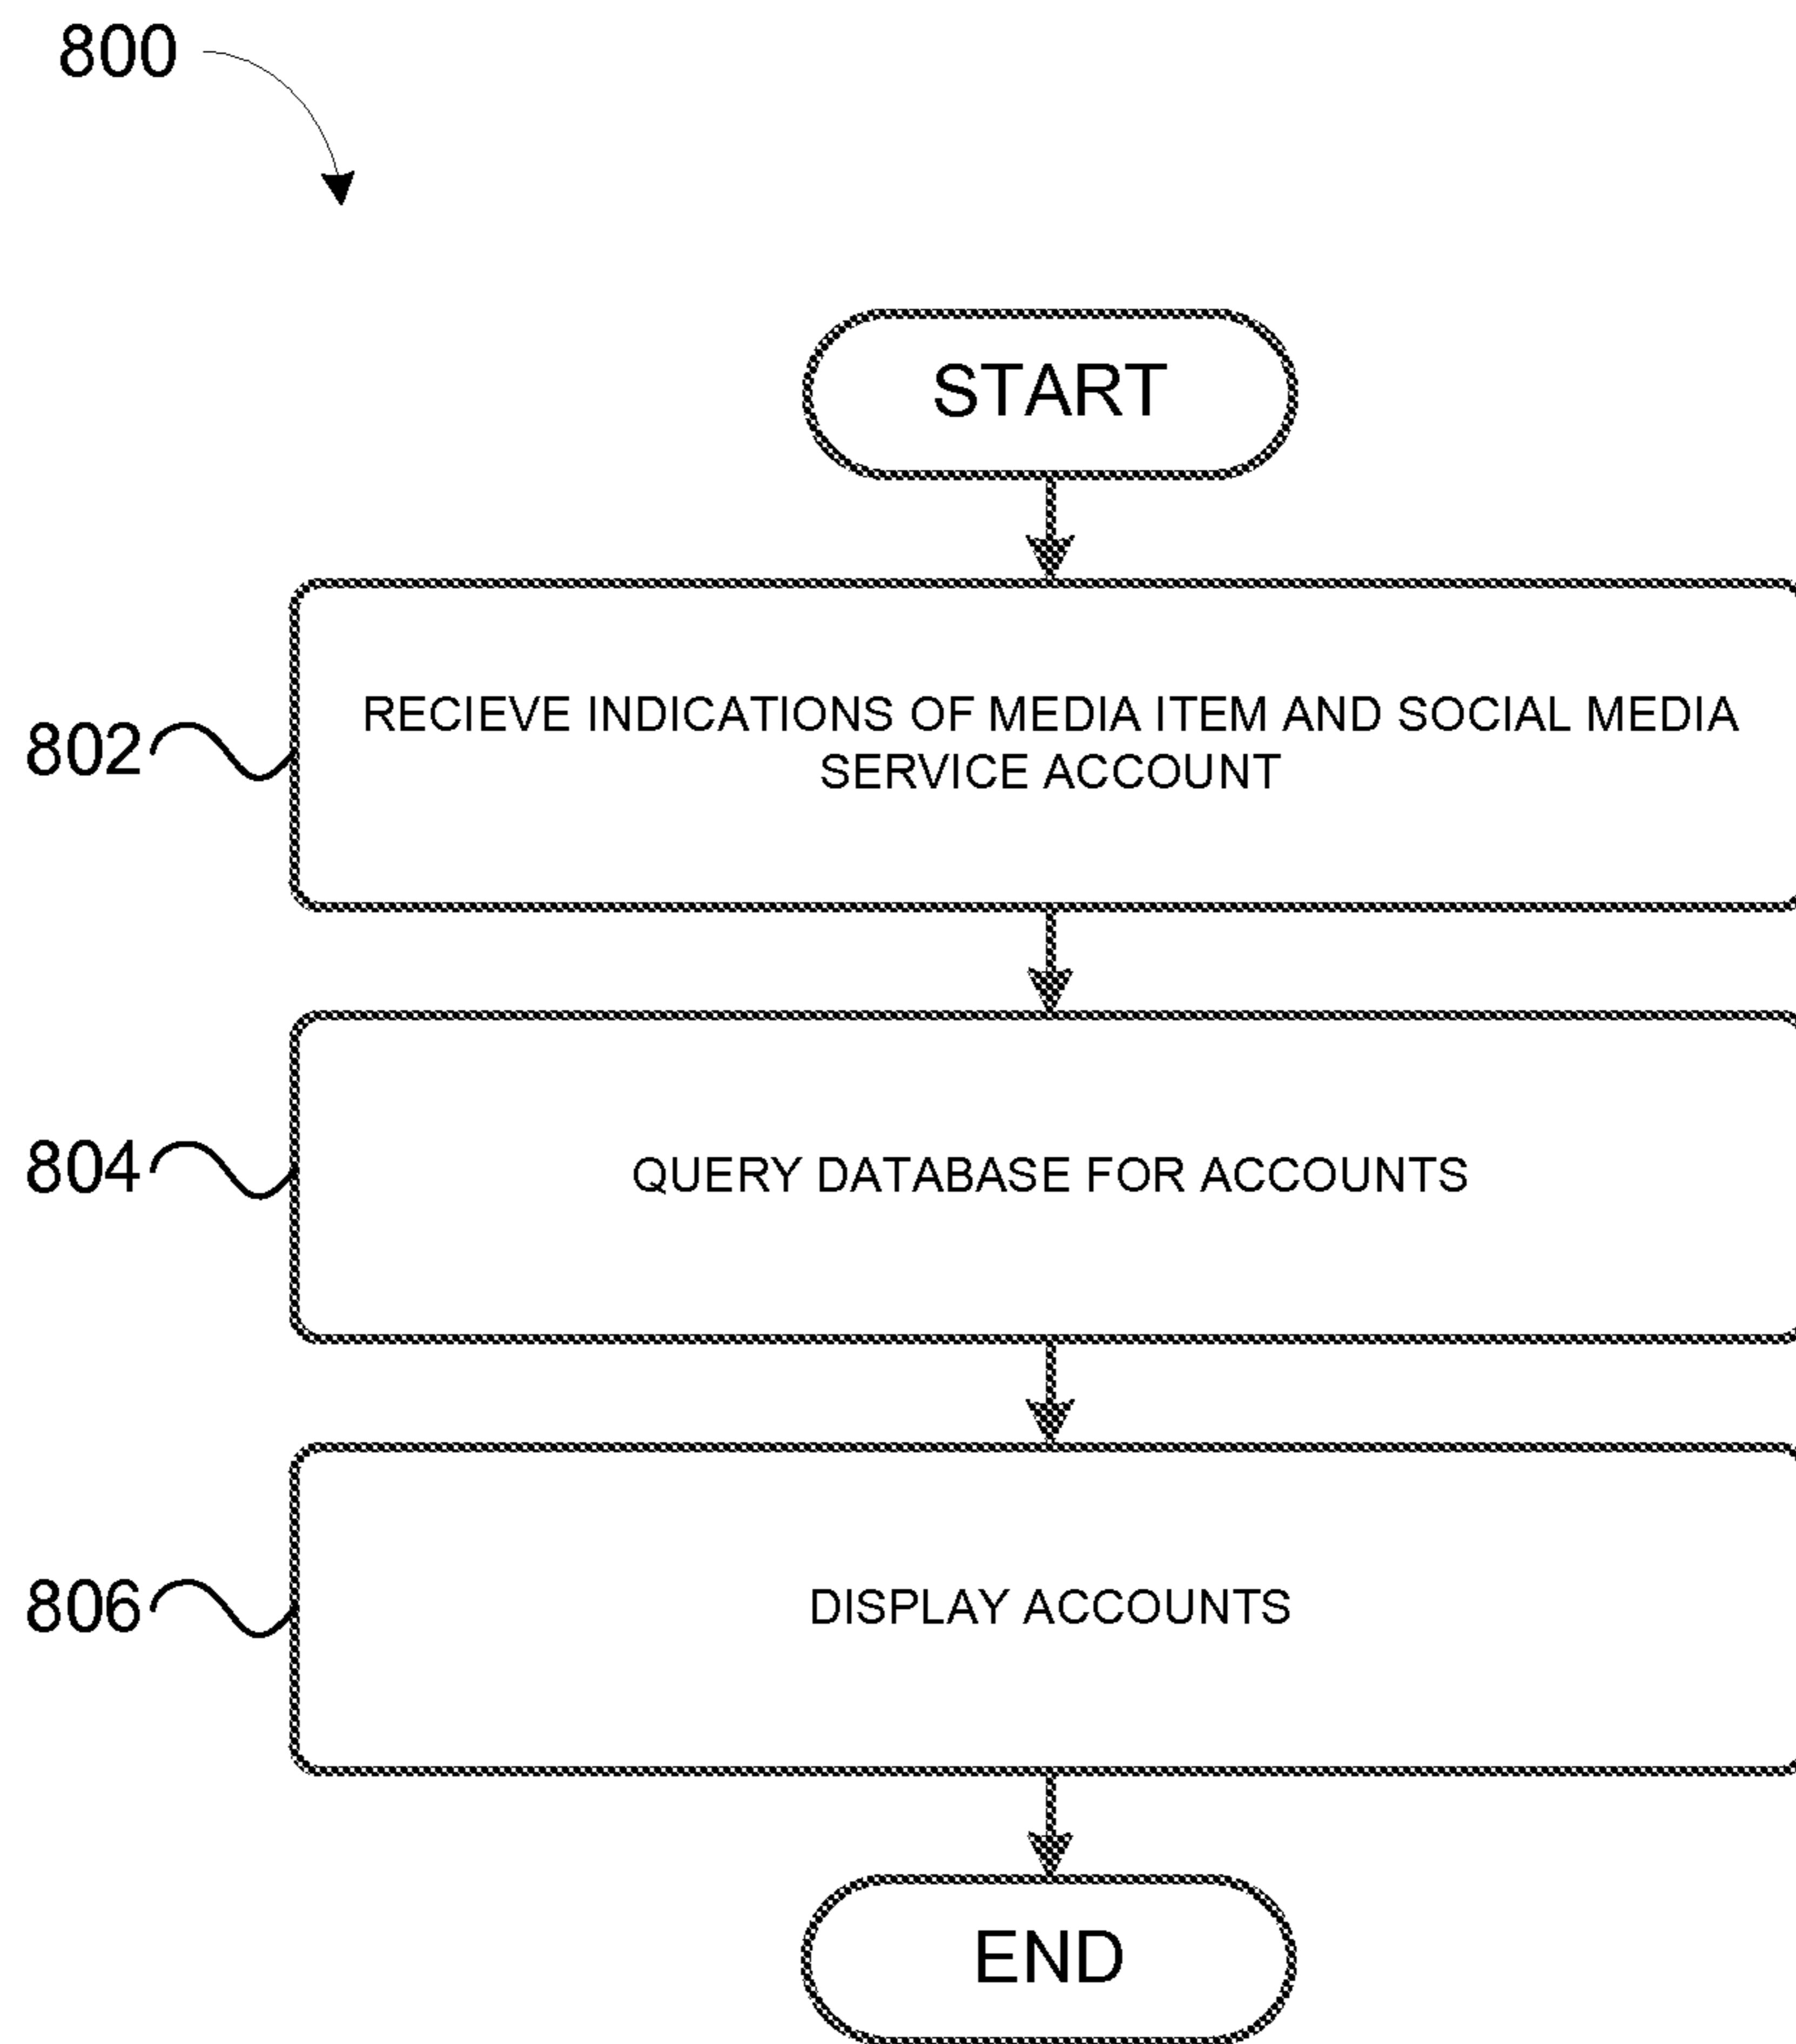 800
START
802
RECIEVE INDICATIONS OF MEDIA ITEM AND SOCIAL MEDIA
SERVICE ACCOUNT
804
QUERY DATABASE FOR ACCOUNTS
806
DISPLAY ACCOUNTS
END